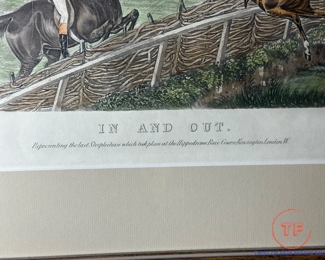 IN AND OUT.
Representing the last Steeplechase which took place at the Hippodrome Race Course, Kensington, London, W.
TF